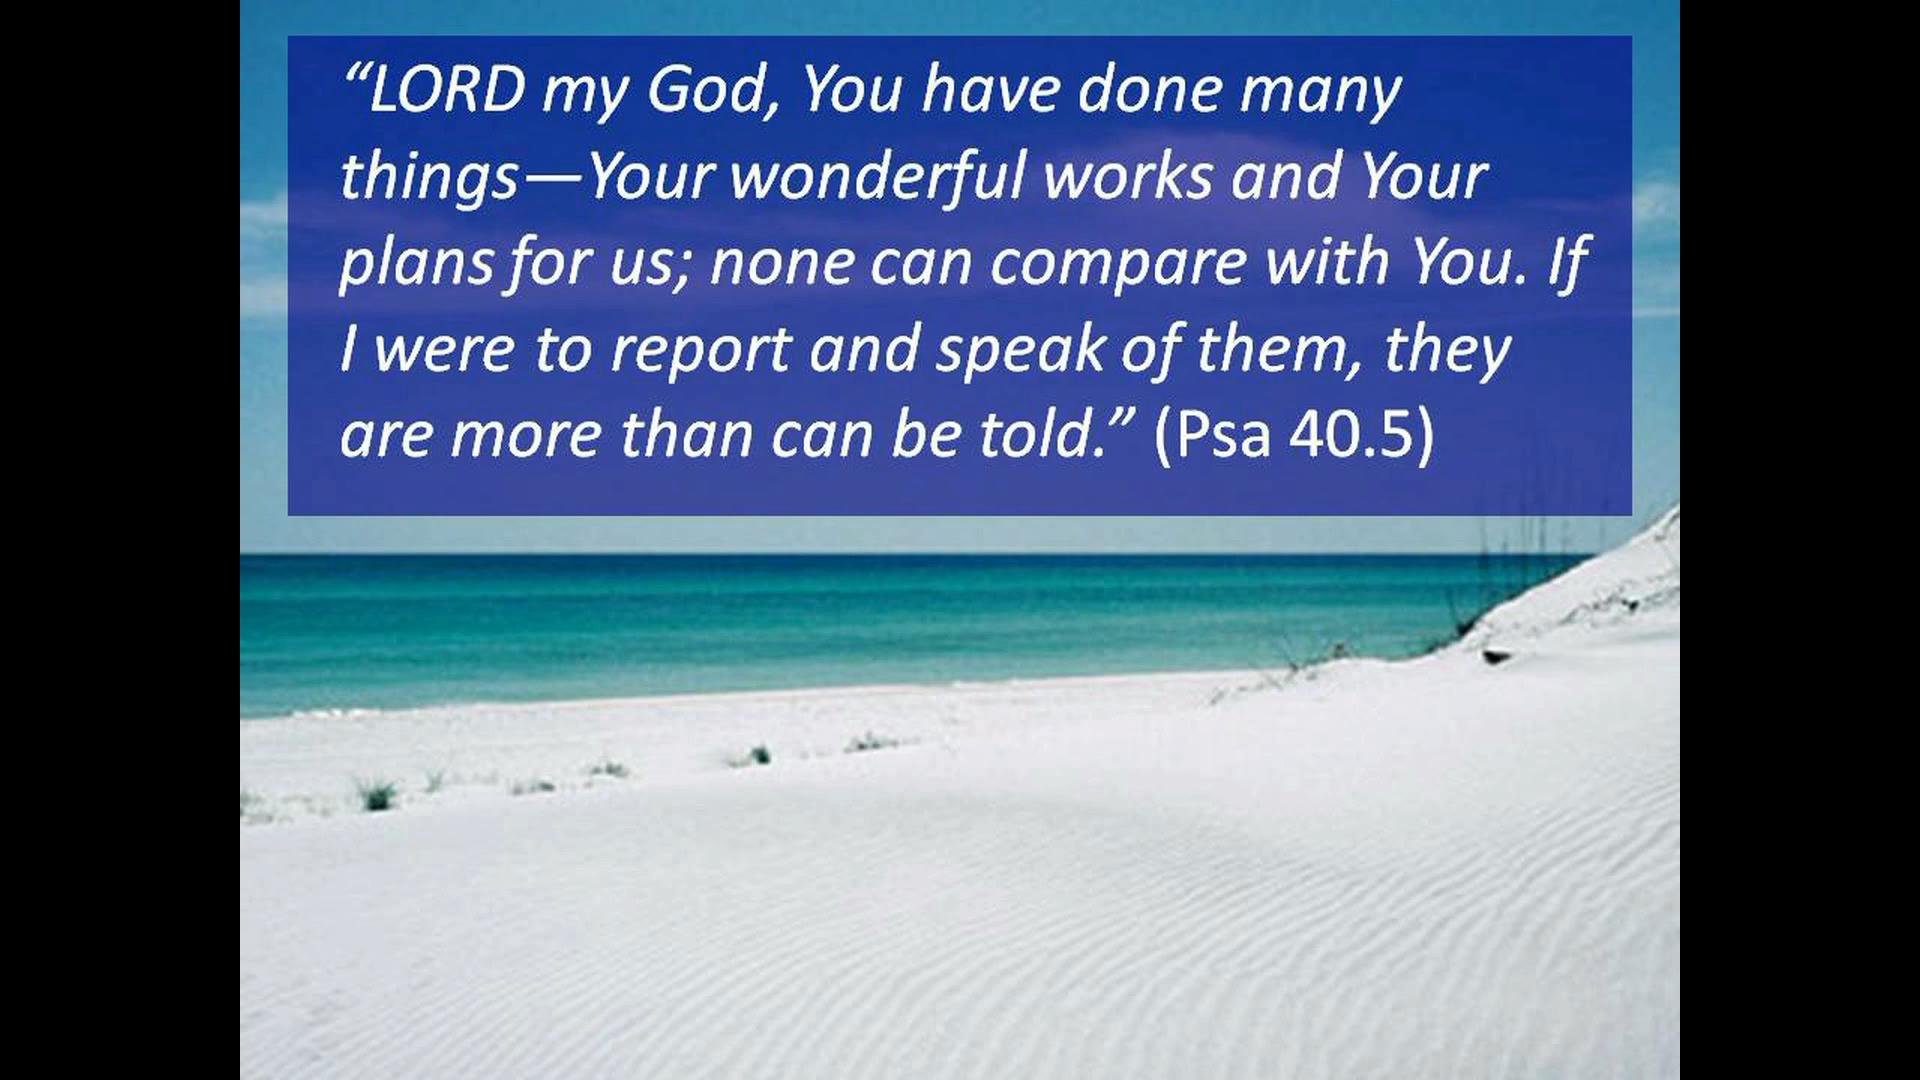 “LORD my God, You have done many
things—Your wonderful works and Your
plans for us; none can compare with You. If
I were to report and speak of them, they
are more than can be told.” (Psa 40.5)